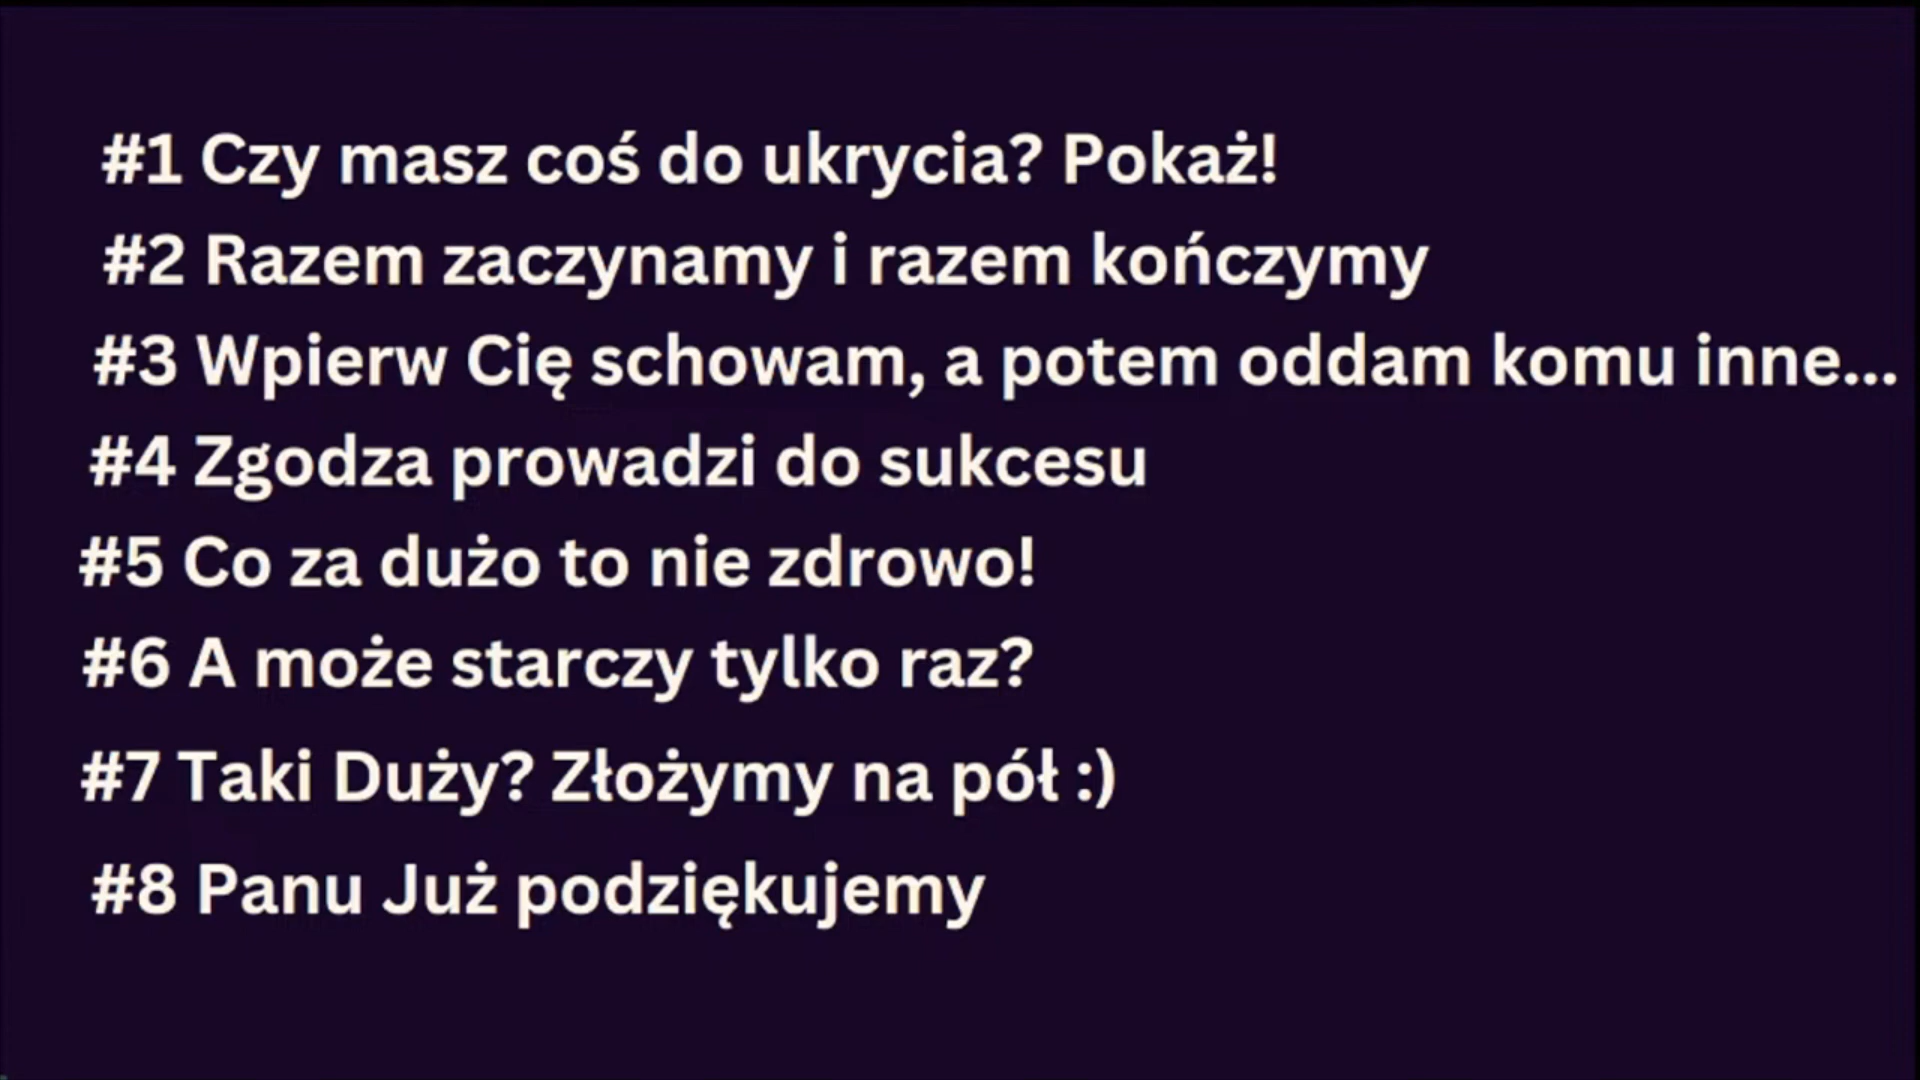 #1 Czy masz coś do ukrycia? Pokaż!
#2 Razem zaczynamy i razem kończymy
#3 Wpierw Cię schowam, a potem oddam komu inne...
#4 Zgodza prowadzi do sukcesu
#5 Co za dużo to nie zdrowo!
#6 A może starczy tylko raz?
#7 Taki Duży? Złożymy na pół :)
#8 Panu Już podziękujemy